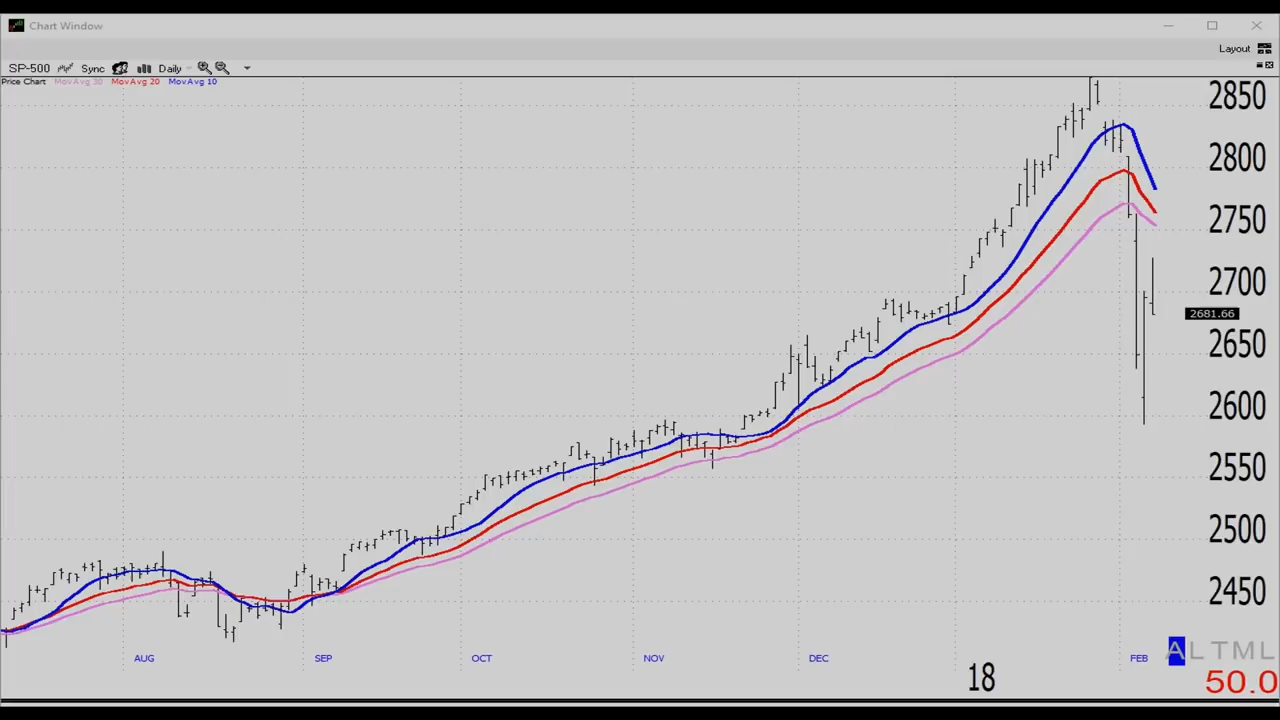 Chart Window
Layout
SP-500 Sync Daily
Price Chart MovAvg 30 MovAvg 20 MovAvg 10
2850
2800
2750
2700
2681.66
2650
2600
2550
2500
2450
AUG SEP OCT NOV DEC FEB
ALTML
18
50.0